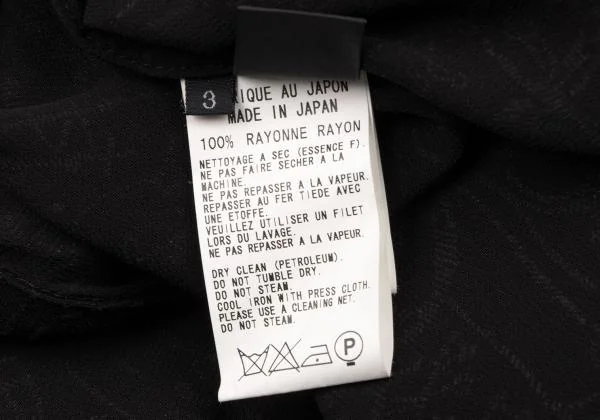 3
RIQUE AU JAPON
MADE IN JAPAN
100% RAYONNE RAYON
NETTOYAGE A SEC (ESSENCE F).
NE PAS FAIRE SECHER A LA
MACHINE.
NE PAS REPASSER A LA VAPEUR.
REPASSER AU FER TIEDE AVEC
UNE ETOFFE.
VEUILLEZ UTILISER UN FILET
LORS DU LAVAGE.
NE PAS REPASSER A LA VAPEUR.
DRY CLEAN (PETROLEUM).
DO NOT TUMBLE DRY.
DO NOT STEAM.
COOL IRON WITH PRESS CLOTH.
PLEASE USE A CLEANING NET.
DO NOT STEAM.
P